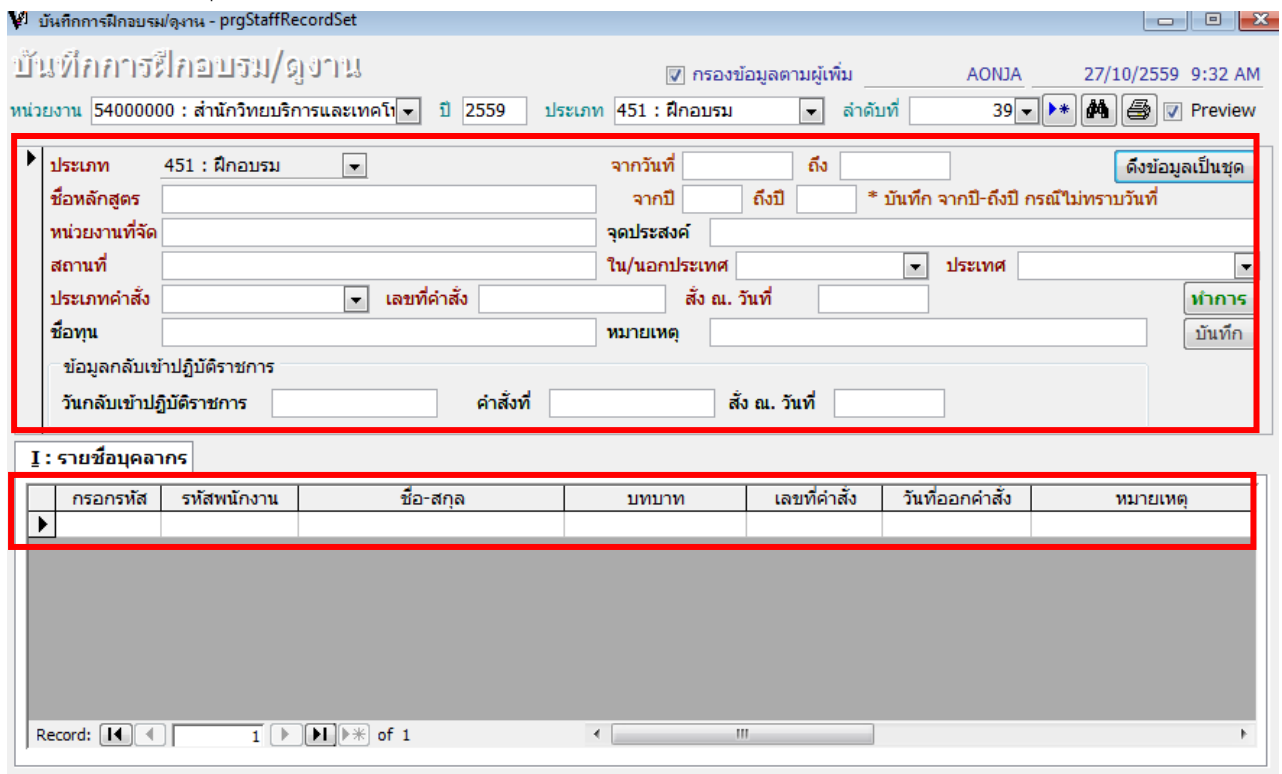 บันทึกการฝึกอบรม/ดูงาน - prgStaffRecordSet
บันทึกการฝึกอบรม/ดูงาน กรองข้อมูลตามผู้เพิ่ม AONJA 27/10/2559 9:32 AM
หน่วยงาน 54000000 : สำนักวิทยบริการและเทคโน ปี 2559 ประเภท 451 : ฝึกอบรม ลำดับที่ 39 Preview
ประเภท 451 : ฝึกอบรม จากวันที่ ถึง ดึงข้อมูลเป็นชุด
ชื่อหลักสูตร จากปี ถึงปี * บันทึก จากปี-ถึงปี กรณีไม่ทราบวันที่
หน่วยงานที่จัด จุดประสงค์
สถานที่ ใน/นอกประเทศ ประเทศ
ประเภทคำสั่ง เลขที่คำสั่ง สั่ง ณ. วันที่ ทำการ
ชื่อทุน หมายเหตุ บันทึก
ข้อมูลกลับเข้าปฏิบัติราชการ
วันกลับเข้าปฏิบัติราชการ คำสั่งที่ สั่ง ณ. วันที่
I : รายชื่อบุคลากร
กรอกรหัส รหัสพนักงาน ชื่อ-สกุล บทบาท เลขที่คำสั่ง วันที่ออกคำสั่ง หมายเหตุ
Record: 1 of 1